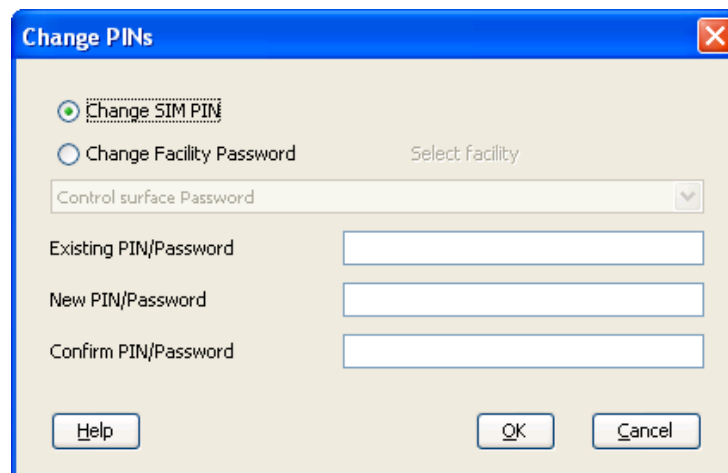 Change PINs
Change SIM PIN
Change Facility Password Select facility
Control surface Password
Existing PIN/Password
New PIN/Password
Confirm PIN/Password
Help OK Cancel